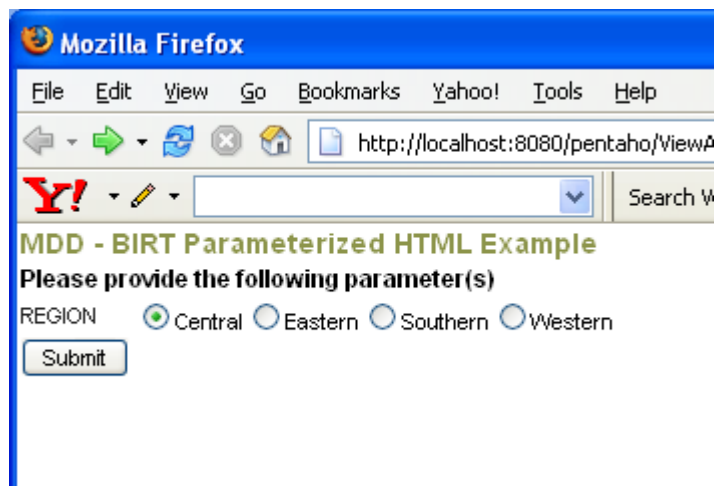 Mozilla Firefox
File Edit View Go Bookmarks Yahoo! Tools Help
http://localhost:8080/pentaho/ViewA
Y! Search W
MDD - BIRT Parameterized HTML Example
Please provide the following parameter(s)
REGION Central Eastern Southern Western
Submit